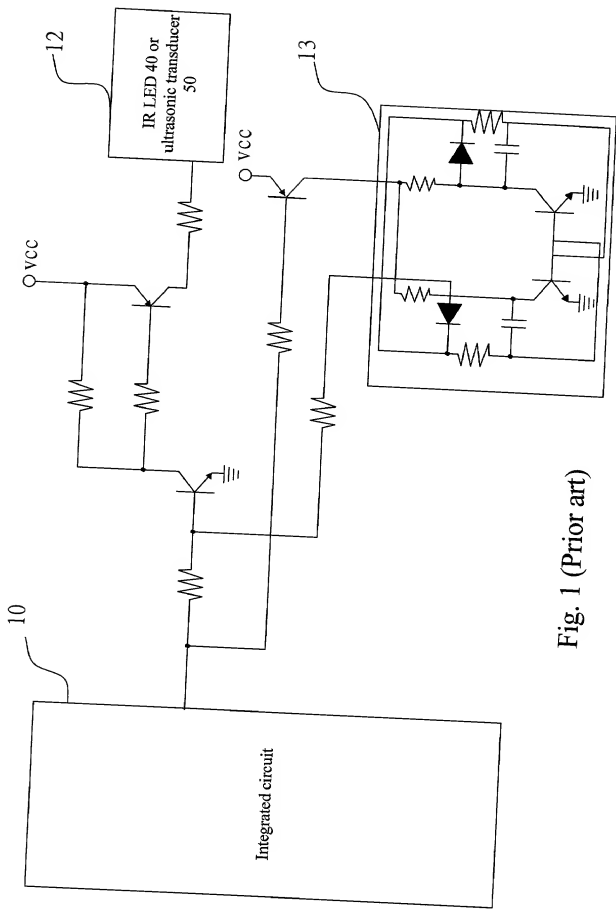 10
Integrated circuit
VCC
12
IR LED 40 or
ultrasonic transducer
50
VCC
13
Fig. 1 (Prior art)